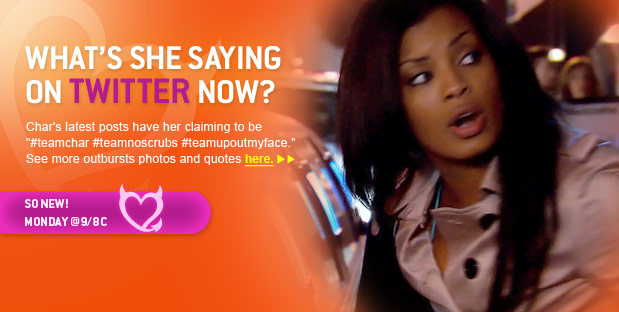 WHAT'S SHE SAYING
ON TWITTER NOW?
Char's latest posts have her claiming to be
"#teamchar #teamnoscrubs #teamupoutmyface."
See more outbursts photos and quotes here.
SO NEW!
MONDAY @9/8C